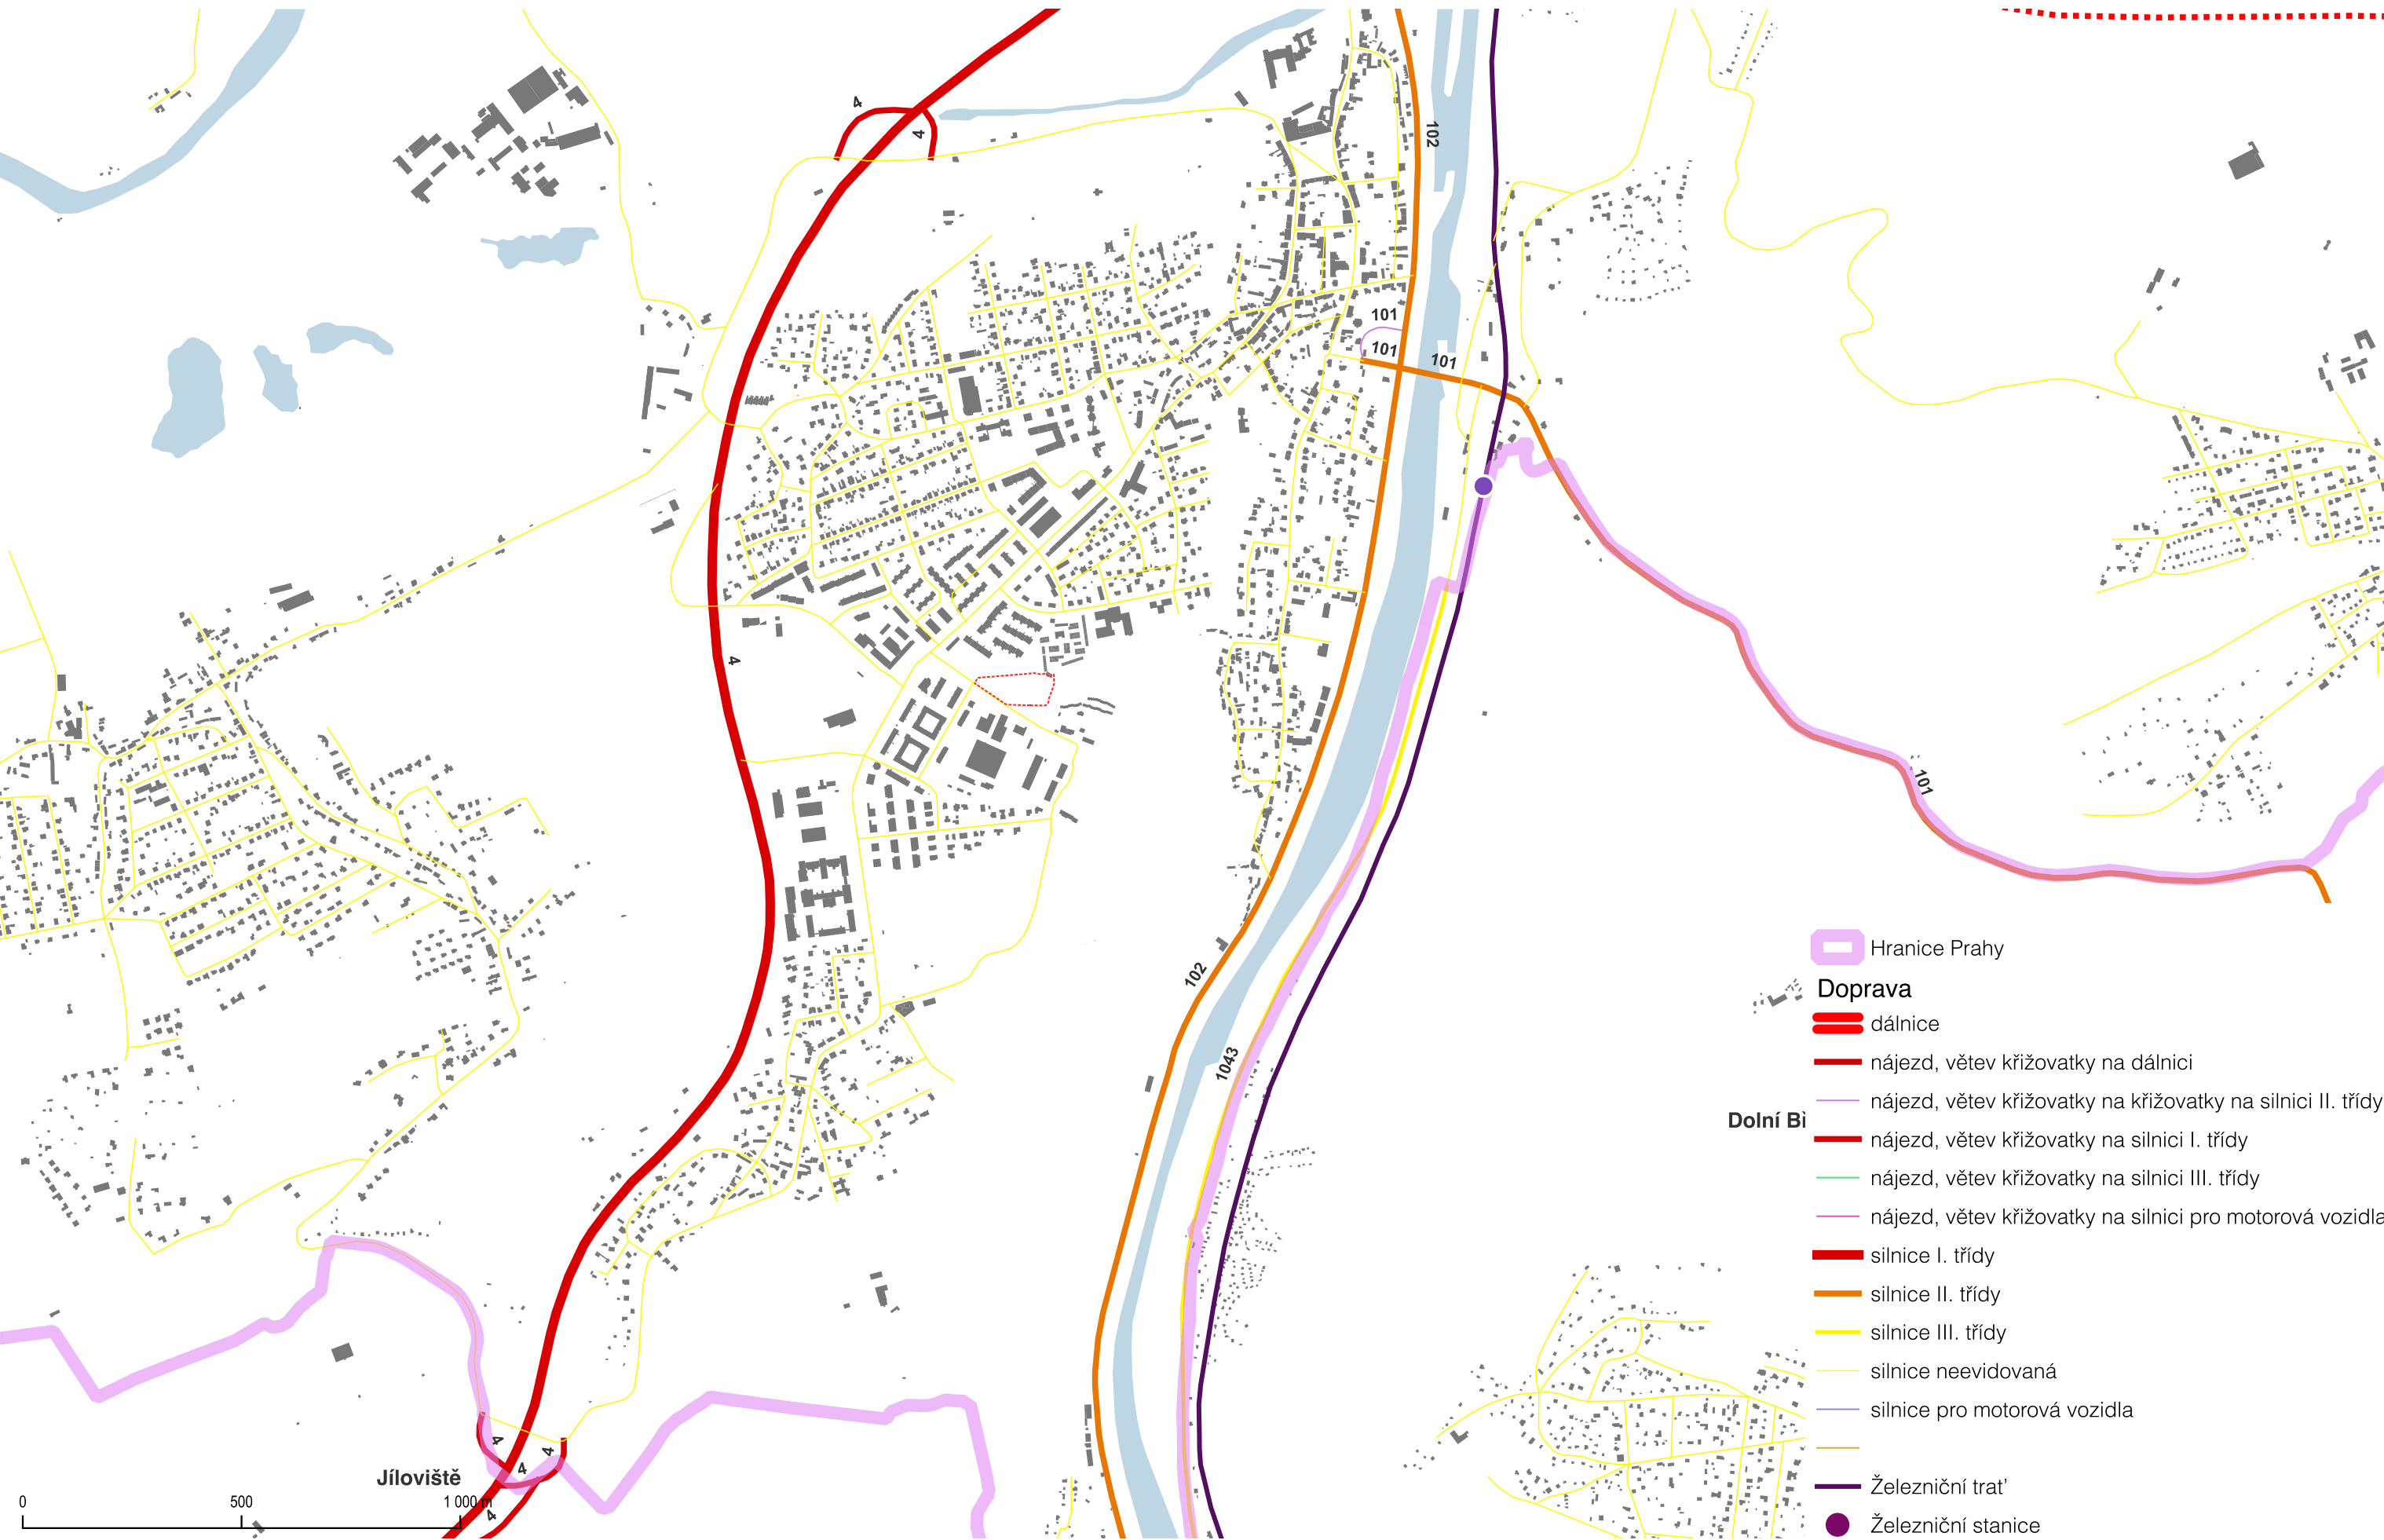 4
4
102
101
101
101
4
101
102
1043
Hranice Prahy
Doprava
dálnice
nájezd, větev křižovatky na dálnici
nájezd, větev křižovatky na křižovatky na silnici II. třídy
Dolní Bì
nájezd, větev křižovatky na silnici I. třídy
nájezd, větev křižovatky na silnici III. třídy
nájezd, větev křižovatky na silnici pro motorová vozidla
silnice I. třídy
silnice II. třídy
silnice III. třídy
silnice neevidovaná
silnice pro motorová vozidla
4
4
4
Jíloviště
Železniční trať
0 500 1 000 m
4
Železniční stanice